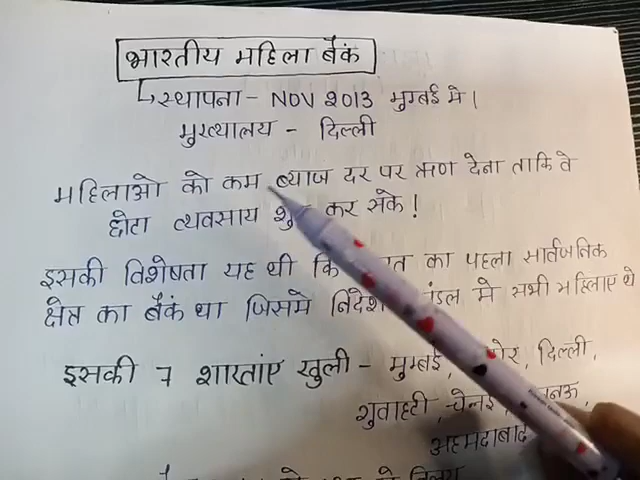 भारतीय महिला बैकं
स्थापना - NOV 2013 मुम्बई मे।
मुख्यालय - दिल्ली
महिलाओ को कम ब्याज दर पर ऋण देना ताकि वे
छोटा व्यवसाय कर सके!
इसकी विशेषता यह थी कि का पहला सार्वजनिक
क्षेत्र का बैकं था जिसमे मे सभी महिलाए थे
इसकी 7 शाखाएं खुली - मुम्बई, दिल्ली,
गुवाहटी,
अहमदाबाद